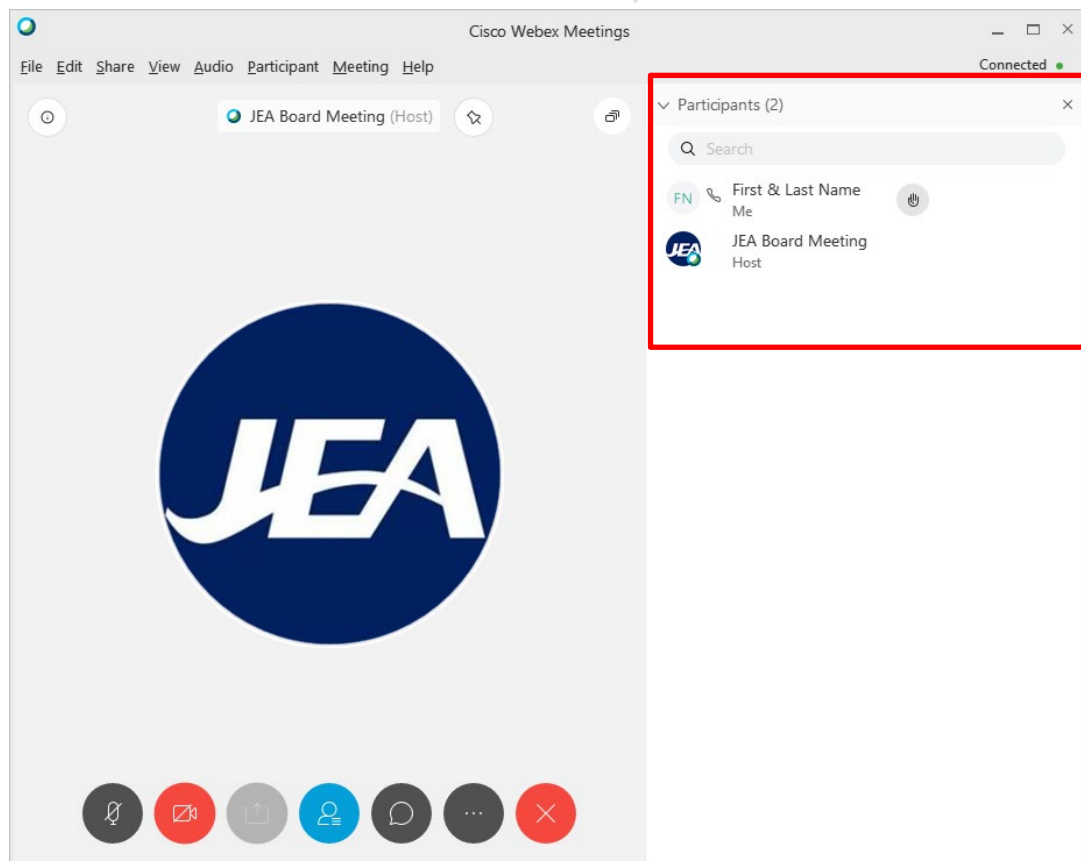 Cisco Webex Meetings
File Edit Share View Audio Participant Meeting Help
Connected
JEA Board Meeting (Host)
Participants (2)
Search
FN First & Last Name
Me
JEA JEA Board Meeting
Host
JEA